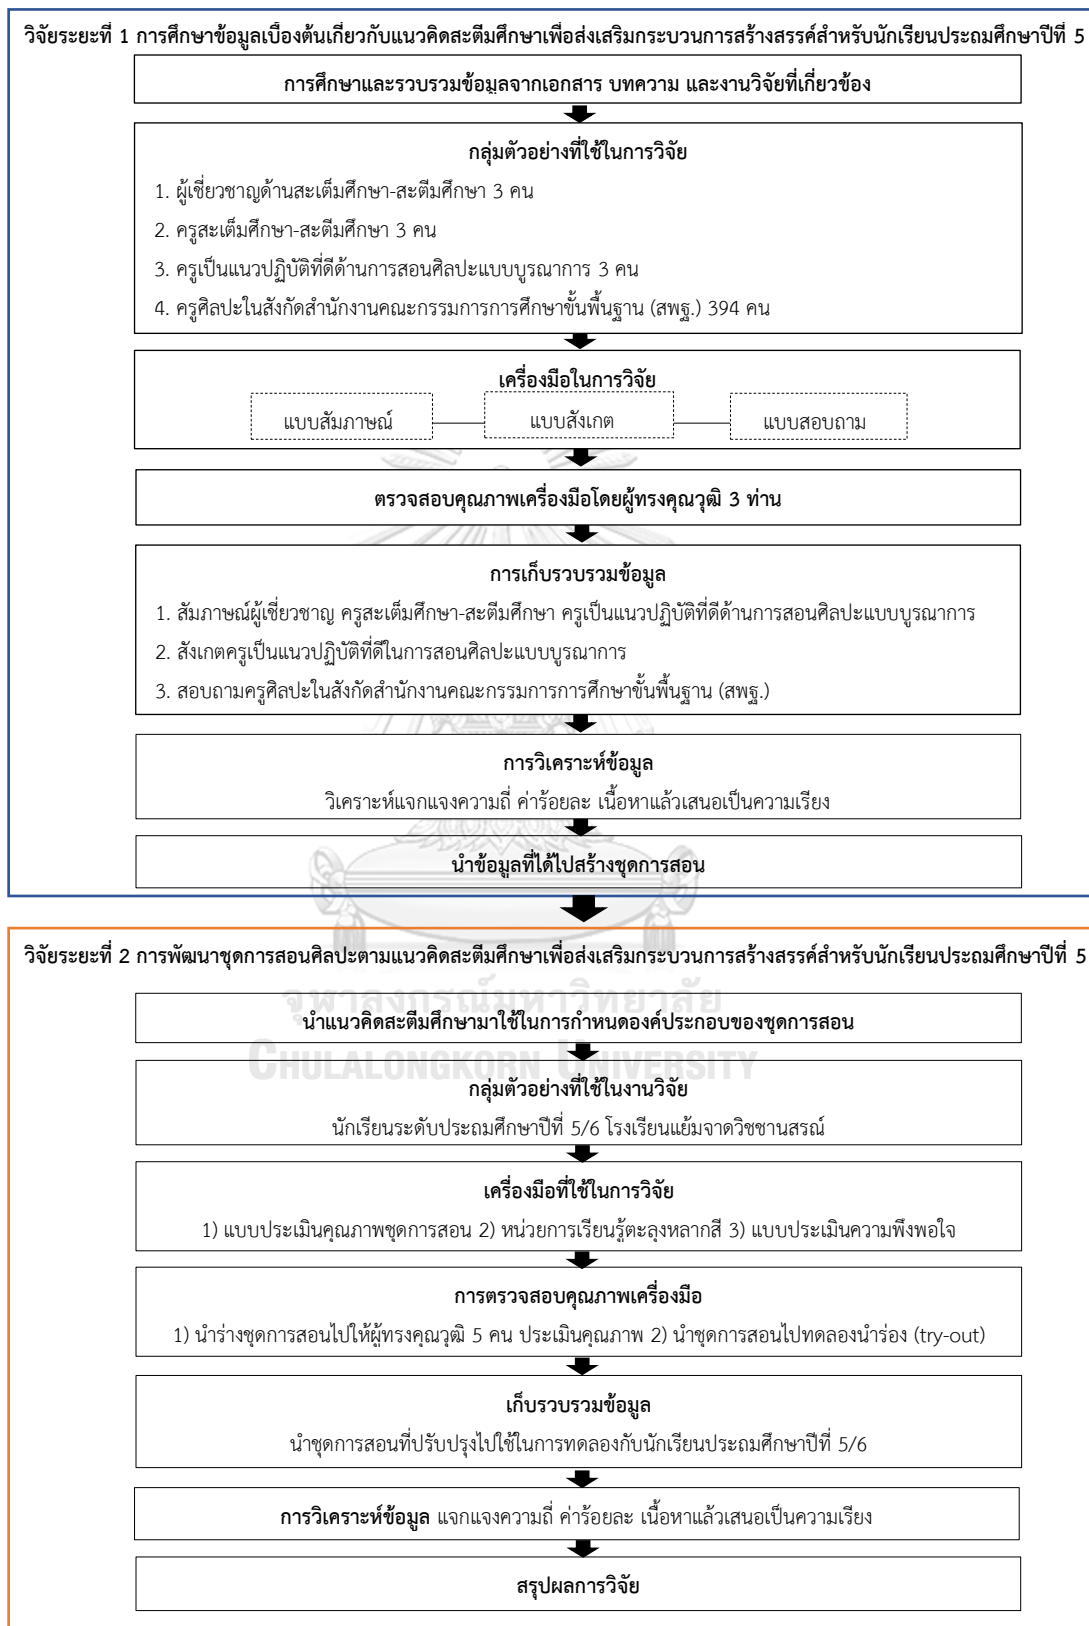 วิจัยระยะที่ 1 การศึกษาข้อมูลเบื้องต้นเกี่ยวกับแนวคิดสะตีมศึกษาเพื่อส่งเสริมกระบวนการสร้างสรรค์สำหรับนักเรียนประถมศึกษาปีที่ 5
การศึกษาและรวบรวมข้อมูลจากเอกสาร บทความ และงานวิจัยที่เกี่ยวข้อง
กลุ่มตัวอย่างที่ใช้ในการวิจัย
1. ผู้เชี่ยวชาญด้านสะเต็มศึกษา-สะตีมศึกษา 3 คน
2. ครูสะเต็มศึกษา-สะตีมศึกษา 3 คน
3. ครูเป็นแนวปฏิบัติที่ดีด้านการสอนศิลปะแบบบูรณาการ 3 คน
4. ครูศิลปะในสังกัดสำนักงานคณะกรรมการการศึกษาขั้นพื้นฐาน (สพฐ.) 394 คน
เครื่องมือในการวิจัย
แบบสัมภาษณ์ แบบสังเกต แบบสอบถาม
ตรวจสอบคุณภาพเครื่องมือโดยผู้ทรงคุณวุฒิ 3 ท่าน
การเก็บรวบรวมข้อมูล
1. สัมภาษณ์ผู้เชี่ยวชาญ ครูสะเต็มศึกษา-สะตีมศึกษา ครูเป็นแนวปฏิบัติที่ดีด้านการสอนศิลปะแบบบูรณาการ
2. สังเกตครูเป็นแนวปฏิบัติที่ดีในการสอนศิลปะแบบบูรณาการ
3. สอบถามครูศิลปะในสังกัดสำนักงานคณะกรรมการการศึกษาขั้นพื้นฐาน (สพฐ.)
การวิเคราะห์ข้อมูล
วิเคราะห์แจกแจงความถี่ ค่าร้อยละ เนื้อหาแล้วเสนอเป็นความเรียง
นำข้อมูลที่ได้ไปสร้างชุดการสอน
วิจัยระยะที่ 2 การพัฒนาชุดการสอนศิลปะตามแนวคิดสะตีมศึกษาเพื่อส่งเสริมกระบวนการสร้างสรรค์สำหรับนักเรียนประถมศึกษาปีที่ 5
จุฬาลงกรณ์มหาวิทยาลัย
นำแนวคิดสะตีมศึกษามาใช้ในการกำหนดองค์ประกอบของชุดการสอน
CHULALONGKORN UNIVERSITY
กลุ่มตัวอย่างที่ใช้ในงานวิจัย
นักเรียนระดับประถมศึกษาปีที่ 5/6 โรงเรียนแย้มจาดวิชชานุสรณ์
เครื่องมือที่ใช้ในการวิจัย
1) แบบประเมินคุณภาพชุดการสอน 2) หน่วยการเรียนรู้ตะลุงหลากสี 3) แบบประเมินความพึงพอใจ
การตรวจสอบคุณภาพเครื่องมือ
1) นำร่างชุดการสอนไปให้ผู้ทรงคุณวุฒิ 5 คน ประเมินคุณภาพ 2) นำชุดการสอนไปทดลองนำร่อง (try-out)
เก็บรวบรวมข้อมูล
นำชุดการสอนที่ปรับปรุงไปใช้ในการทดลองกับนักเรียนประถมศึกษาปีที่ 5/6
การวิเคราะห์ข้อมูล แจกแจงความถี่ ค่าร้อยละ เนื้อหาแล้วเสนอเป็นความเรียง
สรุปผลการวิจัย